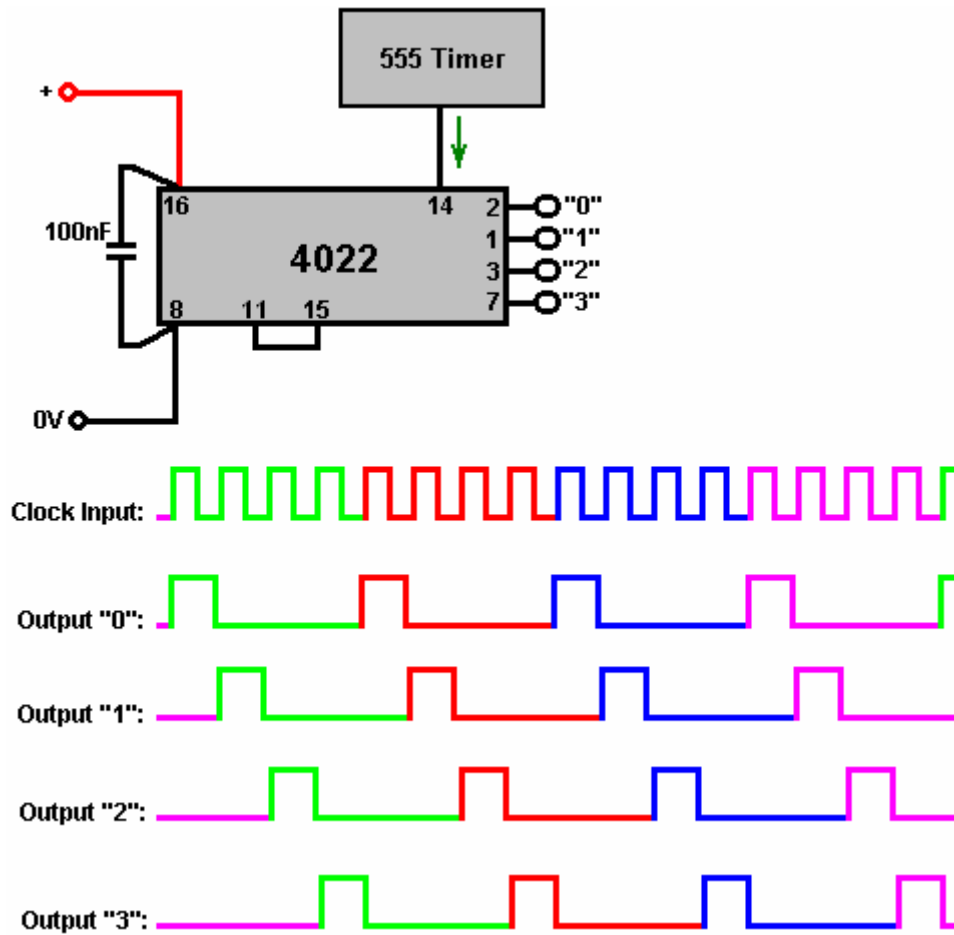 555 Timer
+
16
14
2
"0"
100nF
1
"1"
4022
3
"2"
7
"3"
8
11
15
0V
Clock Input:
Output "0":
Output "1":
Output "2":
Output "3":